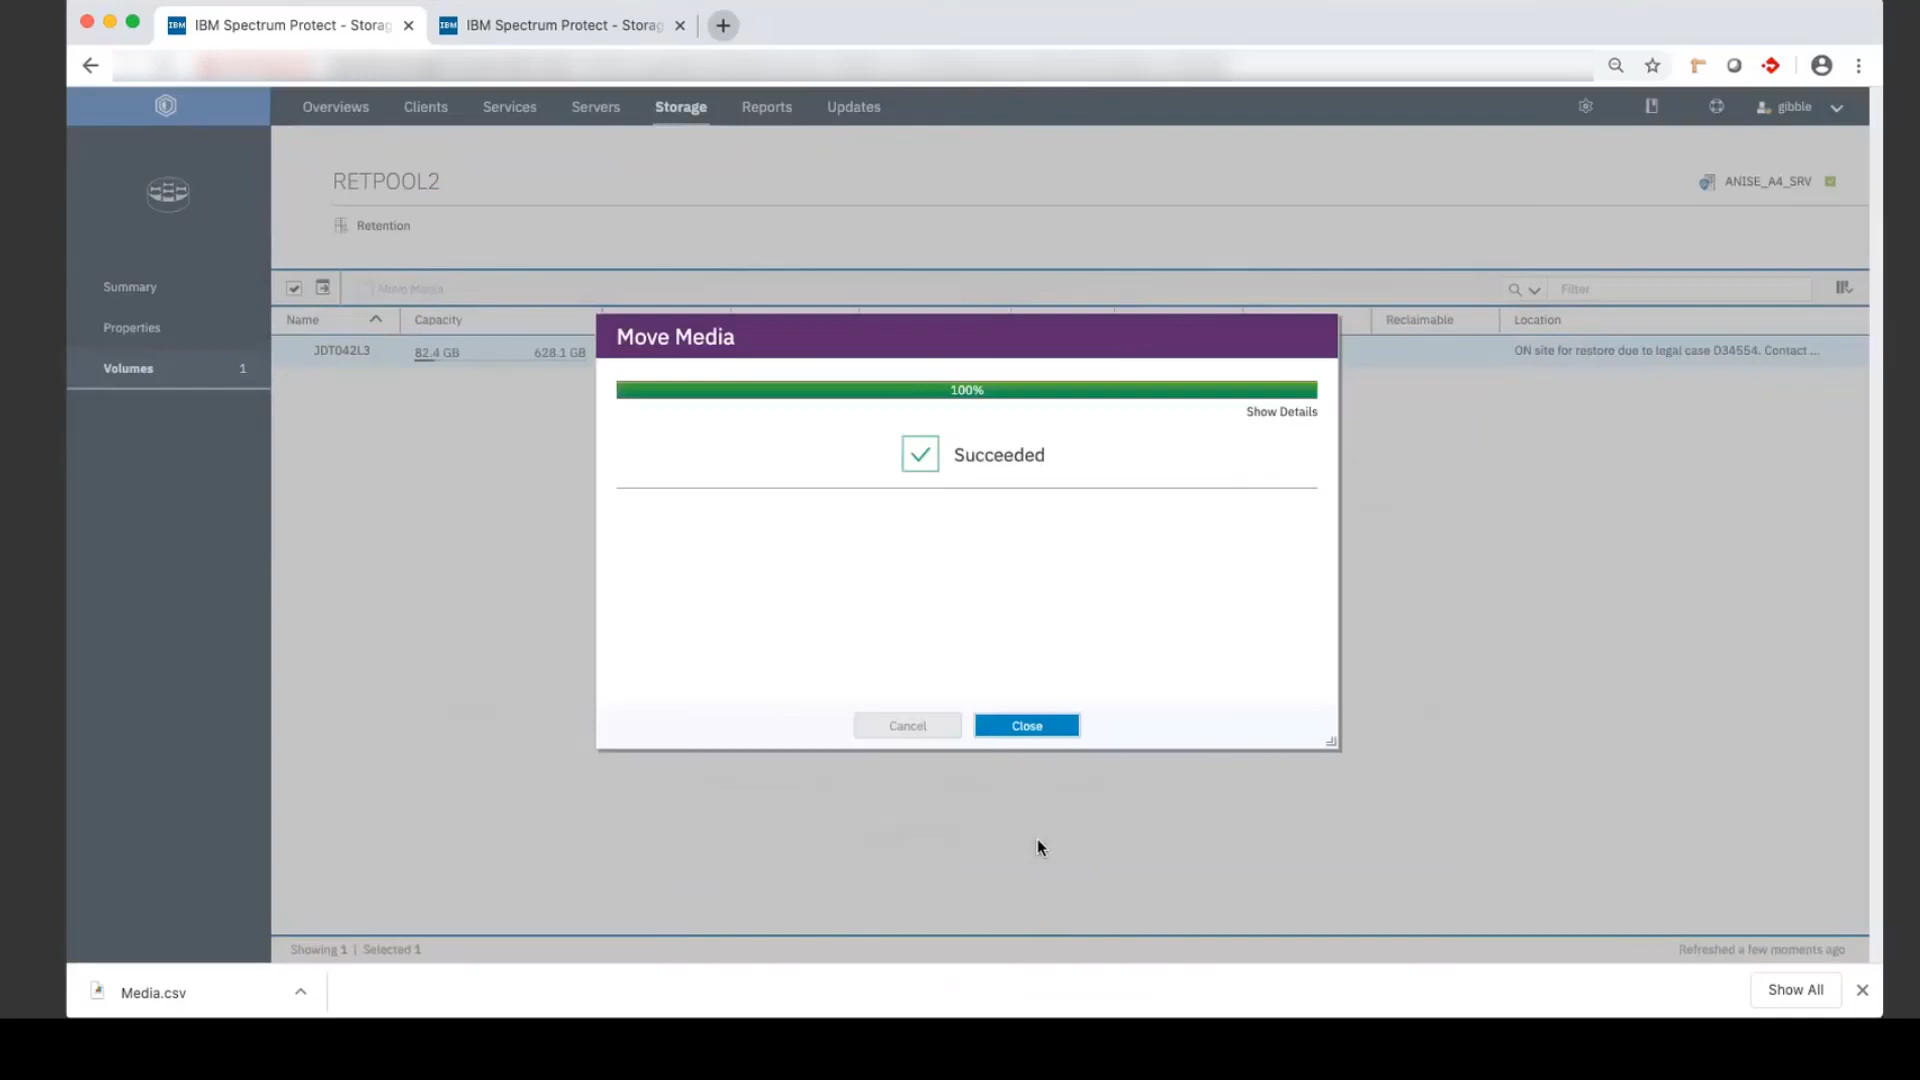 IBM IBM Spectrum Protect - Storag
IBM IBM Spectrum Protect - Storag
Overviews Clients Services Servers Storage Reports Updates
gibble
RETPOOL2
ANISE_A4_SRV
Retention
Summary
Properties
Volumes 1
Move Media
Filter
Name Capacity Reclaimable Location
JDT042L3 82.4 GB 628.1 GB ON site for restore due to legal case D34554. Contact ...
Move Media
100%
Show Details
Succeeded
Cancel Close
Showing 1 | Selected 1
Refreshed a few moments ago
Media.csv
Show All